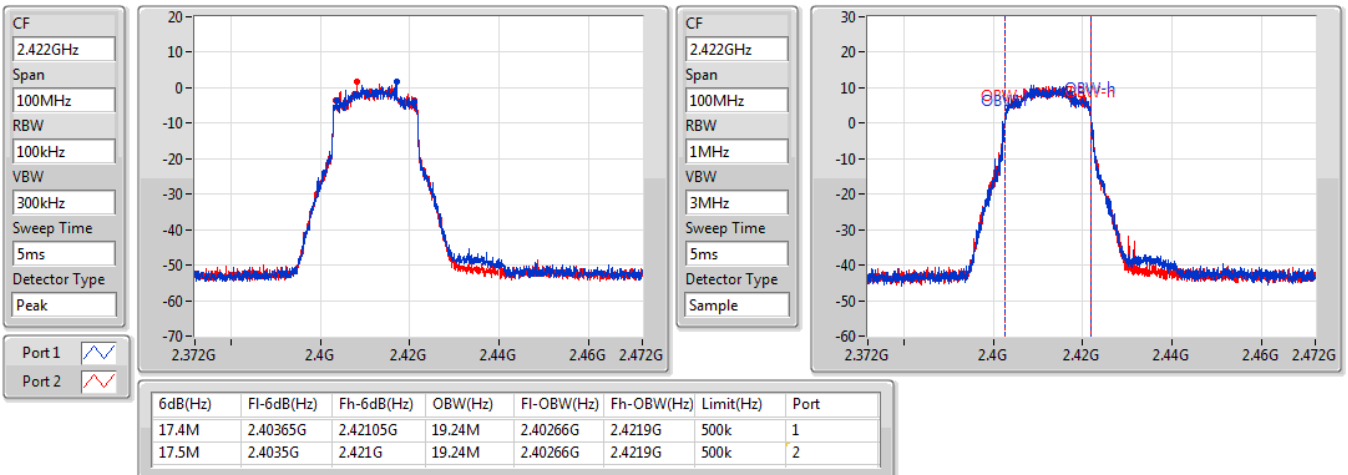 CF
2.422GHz
Span
100MHz
RBW
100kHz
VBW
300kHz
Sweep Time
5ms
Detector Type
Peak
Port 1
Port 2
20
10
0
-10
-20
-30
-40
-50
-60
-70
2.372G 2.4G 2.42G 2.44G 2.46G 2.472G
CF
2.422GHz
Span
100MHz
RBW
1MHz
VBW
3MHz
Sweep Time
5ms
Detector Type
Sample
30
20
10
0
-10
-20
-30
-40
-50
-60
OBW-h
2.372G 2.4G 2.42G 2.44G 2.46G 2.472G
6dB(Hz) Fl-6dB(Hz) Fh-6dB(Hz) OBW(Hz) Fl-OBW(Hz) Fh-OBW(Hz) Limit(Hz) Port
17.4M 2.40365G 2.42105G 19.24M 2.40266G 2.4219G 500k 1
17.5M 2.4035G 2.421G 19.24M 2.40266G 2.4219G 500k 2